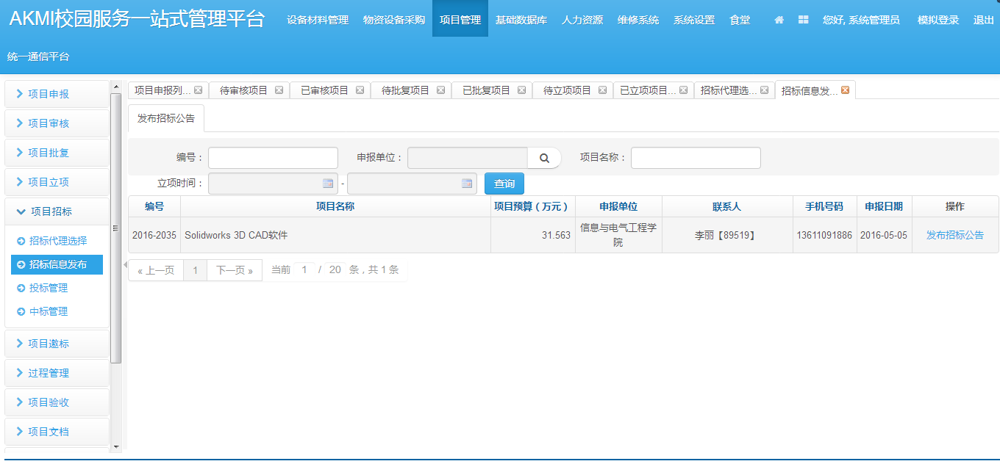 AKMI校园服务一站式管理平台 设备材料管理 物资设备采购 项目管理 基础数据库 人力资源 维修系统 系统设置 食堂 您好, 系统管理员 模拟登录 退出
统一通信平台
项目申报
项目审核
项目批复
项目立项
项目招标
招标代理选择
招标信息发布
投标管理
中标管理
项目邀标
过程管理
项目验收
项目文档
项目申报列... 待审核项目 已审核项目 待批复项目 已批复项目 待立项项目 已立项项目... 招标代理选... 招标信息发...
发布招标公告
编号： 申报单位： 项目名称：
立项时间： - 查询
编号 项目名称 项目预算（万元） 申报单位 联系人 手机号码 申报日期 操作
2016-2035 Solidworks 3D CAD软件 31.563 信息与电气工程学院 李丽【89519】 13611091886 2016-05-05 发布招标公告
« 上一页 1 下一页 » 当前 1 / 20 条，共 1 条